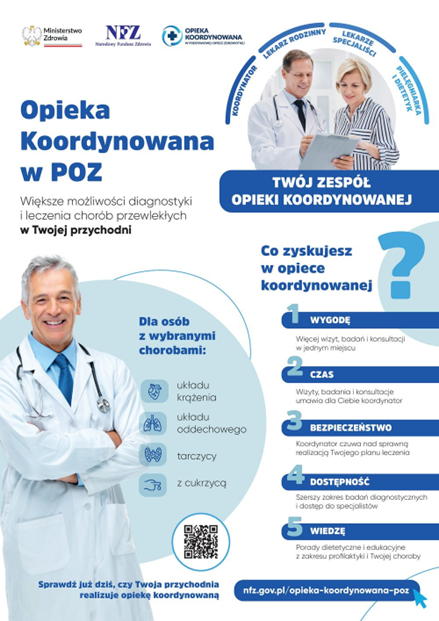 Ministerstwo
Zdrowia
NFZ
Narodowy Fundusz Zdrowia
OPIEKA
KOORDYNOWANA
W PODSTAWOWEJ OPIECE ZDROWOTNEJ
KOORDYNATOR
LEKARZ RODZINNY
LEKARZE
SPECJALIŚCI
PIELĘGNIARKA
I DIETETYK
Opieka
Koordynowana
w POZ
Większe możliwości diagnostyki
i leczenia chorób przewlekłych
w Twojej przychodni
TWÓJ ZESPÓŁ
OPIEKI KOORDYNOWANEJ
Co zyskujesz
w opiece
koordynowanej
?
1 WYGODĘ
Więcej wizyt, badań i konsultacji
w jednym miejscu
2 CZAS
Wizyty, badania i konsultacje
umawia dla Ciebie koordynator
3 BEZPIECZEŃSTWO
Koordynator czuwa nad sprawną
realizacją Twojego planu leczenia
4 DOSTĘPNOŚĆ
Szerszy zakres badań diagnostycznych
i dostęp do specjalistów
5 WIEDZĘ
Porady dietetyczne i edukacyjne
z zakresu profilaktyki i Twojej choroby
Dla osób
z wybranymi
chorobami:
układu
krążenia
układu
oddechowego
tarczycy
z cukrzycą
Sprawdź już dziś, czy Twoja przychodnia
realizuje opiekę koordynowaną
nfz.gov.pl/opieka-koordynowana-poz